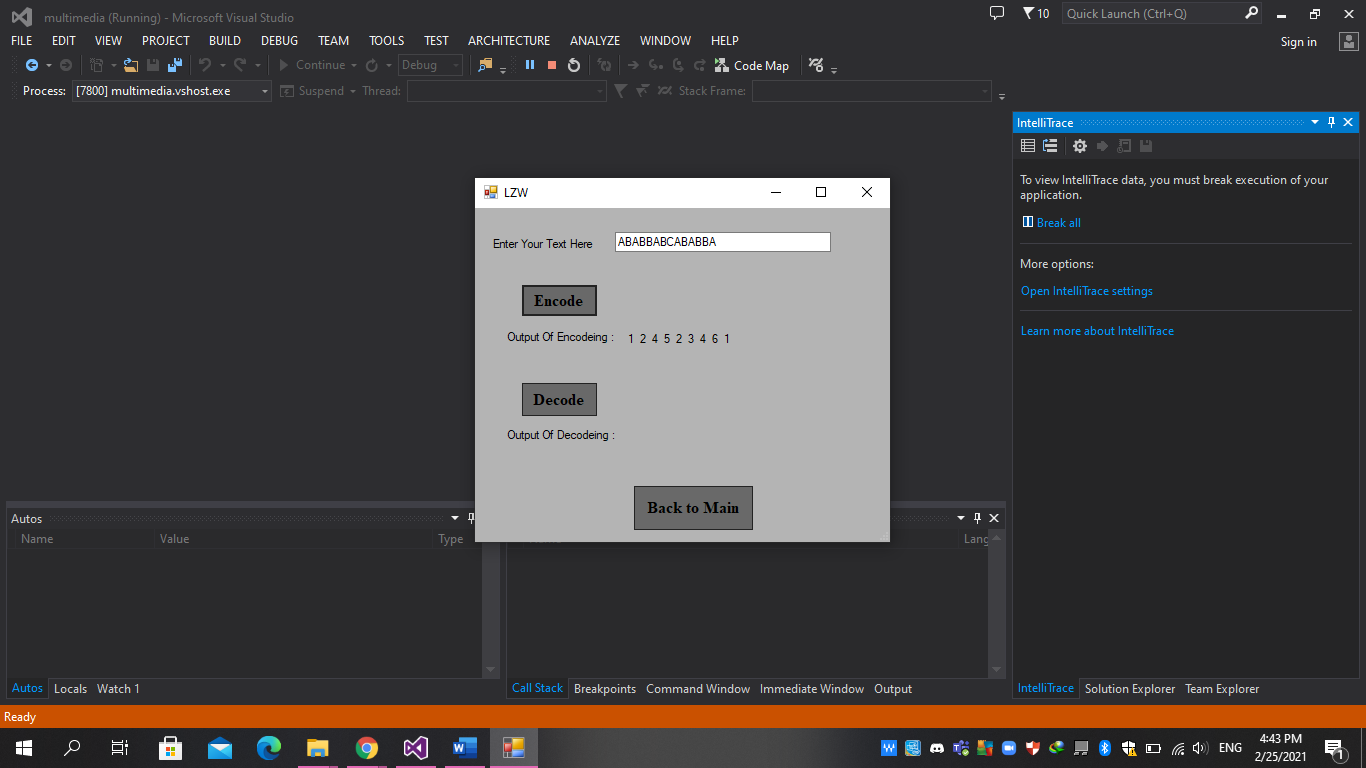 multimedia (Running) - Microsoft Visual Studio
10
Quick Launch (Ctrl+Q)
FILE EDIT VIEW PROJECT BUILD DEBUG TEAM TOOLS TEST ARCHITECTURE ANALYZE WINDOW HELP
Sign in
Continue Debug Code Map
Process: [7800] multimedia.vshost.exe Suspend Thread: Stack Frame:
IntelliTrace
To view IntelliTrace data, you must break execution of your
application.
Break all
More options:
Open IntelliTrace settings
Learn more about IntelliTrace
LZW
Enter Your Text Here ABABBABCABABBA
Encode
Output Of Encodeing : 1 2 4 5 2 3 4 6 1
Decode
Output Of Decodeing :
Back to Main
Autos
Name Value Type
Lang
Autos Locals Watch 1
Call Stack Breakpoints Command Window Immediate Window Output
IntelliTrace Solution Explorer Team Explorer
Ready
ENG
4:43 PM
2/25/2021
1